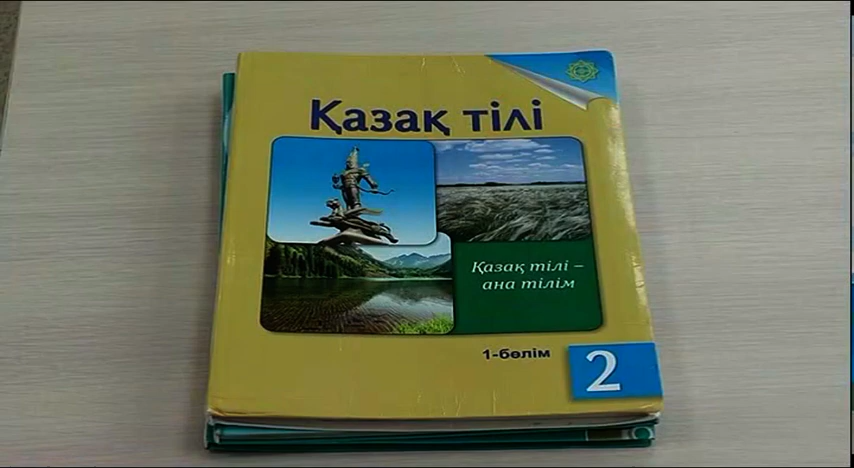 Қазақ тілі
Қазақ тілі –
ана тілім
1-бөлім
2